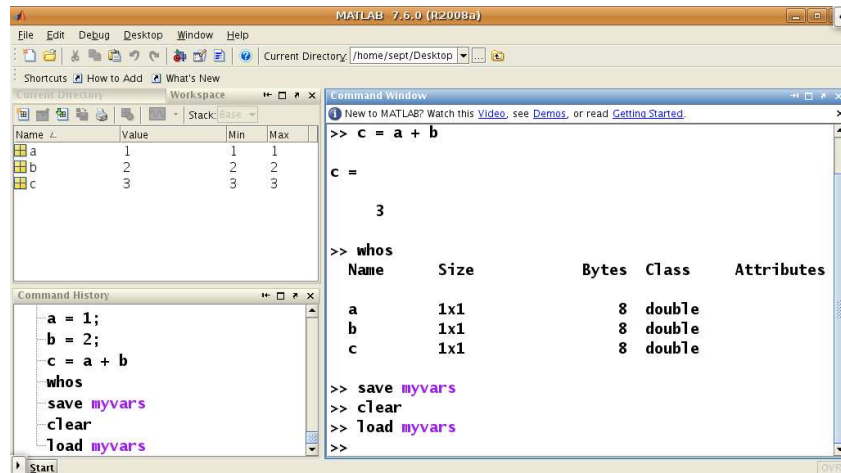 MATLAB 7.6.0 (R2008a)
File Edit Debug Desktop Window Help
Current Directory: /home/sept/Desktop ...
Shortcuts How to Add What's New
Current Directory Workspace
Stack: Base
Name Value Min Max
a 1 1 1
b 2 2 2
c 3 3 3
Command History
a = 1;
b = 2;
c = a + b
whos
save myvars
clear
load myvars
Command Window
New to MATLAB? Watch this Video, see Demos, or read Getting Started.
>> c = a + b
c =
3
>> whos
Name Size Bytes Class Attributes
a 1x1 8 double
b 1x1 8 double
c 1x1 8 double
>> save myvars
>> clear
>> load myvars
>>
Start
OVR